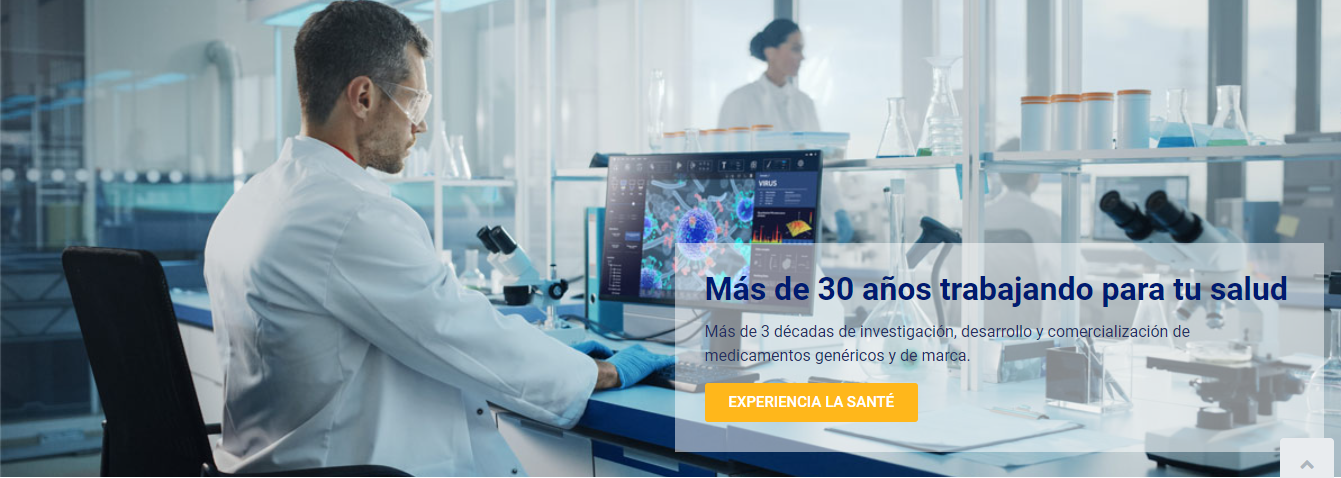 VIRUS
Más de 30 años trabajando para tu salud
Más de 3 décadas de investigación, desarrollo y comercialización de
medicamentos genéricos y de marca.
EXPERIENCIA LA SANTÉ